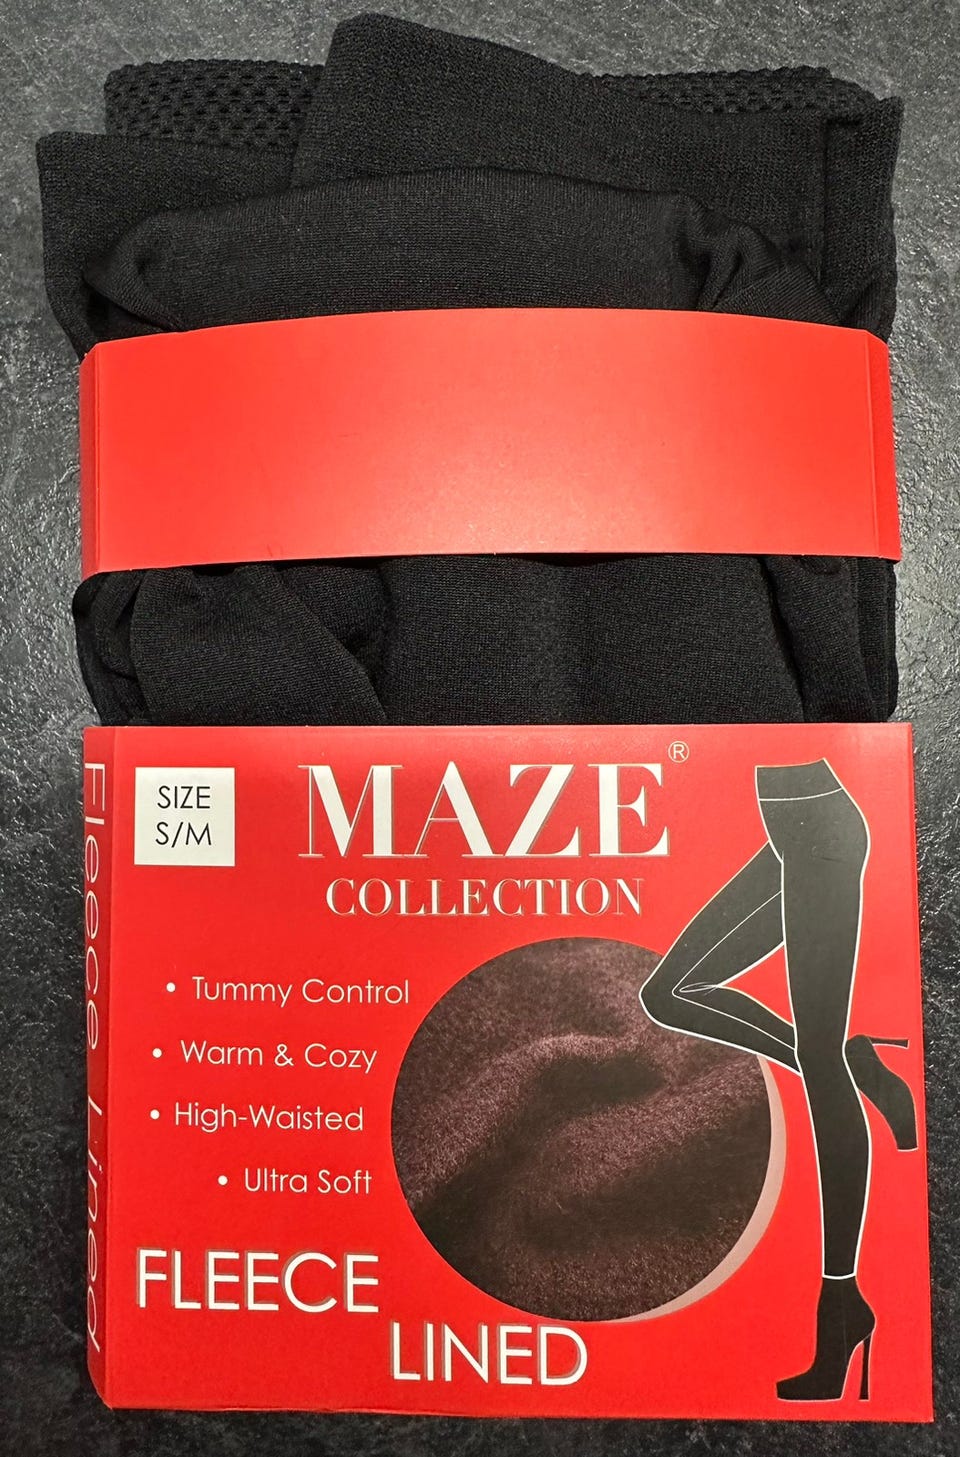 SIZE
S/M
MAZE®
COLLECTION
• Tummy Control
• Warm & Cozy
• High-Waisted
• Ultra Soft
FLEECE
LINED
Fleece Lined